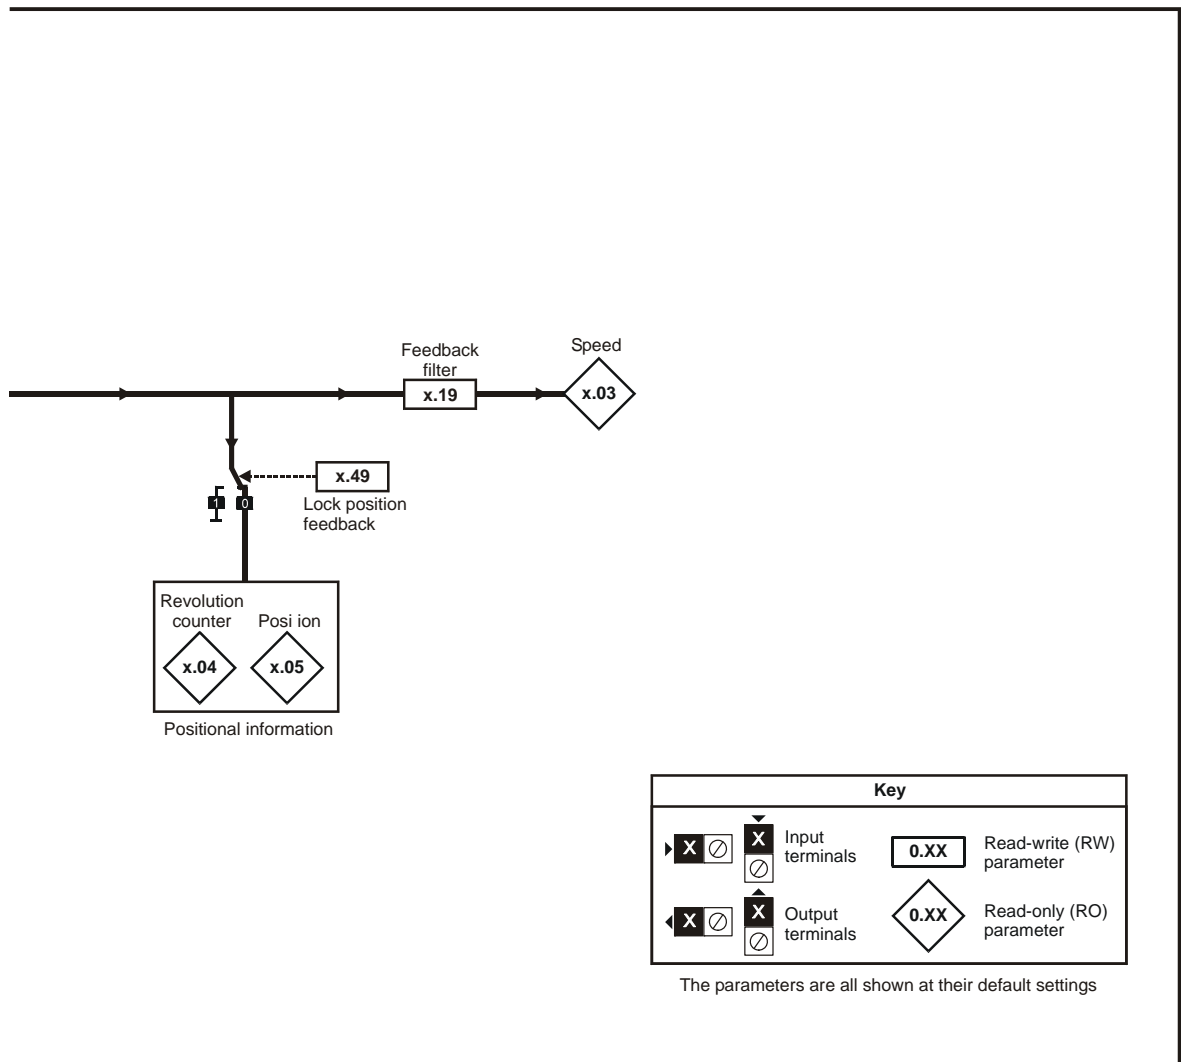 Feedback
filter
Speed
x.19
x.03
x.49
Lock position
feedback
1 0
Revolution
counter
Posi ion
x.04
x.05
Positional information
Key
X
X
Input
terminals
0.XX
Read-write (RW)
parameter
X
X
Output
terminals
0.XX
Read-only (RO)
parameter
The parameters are all shown at their default settings